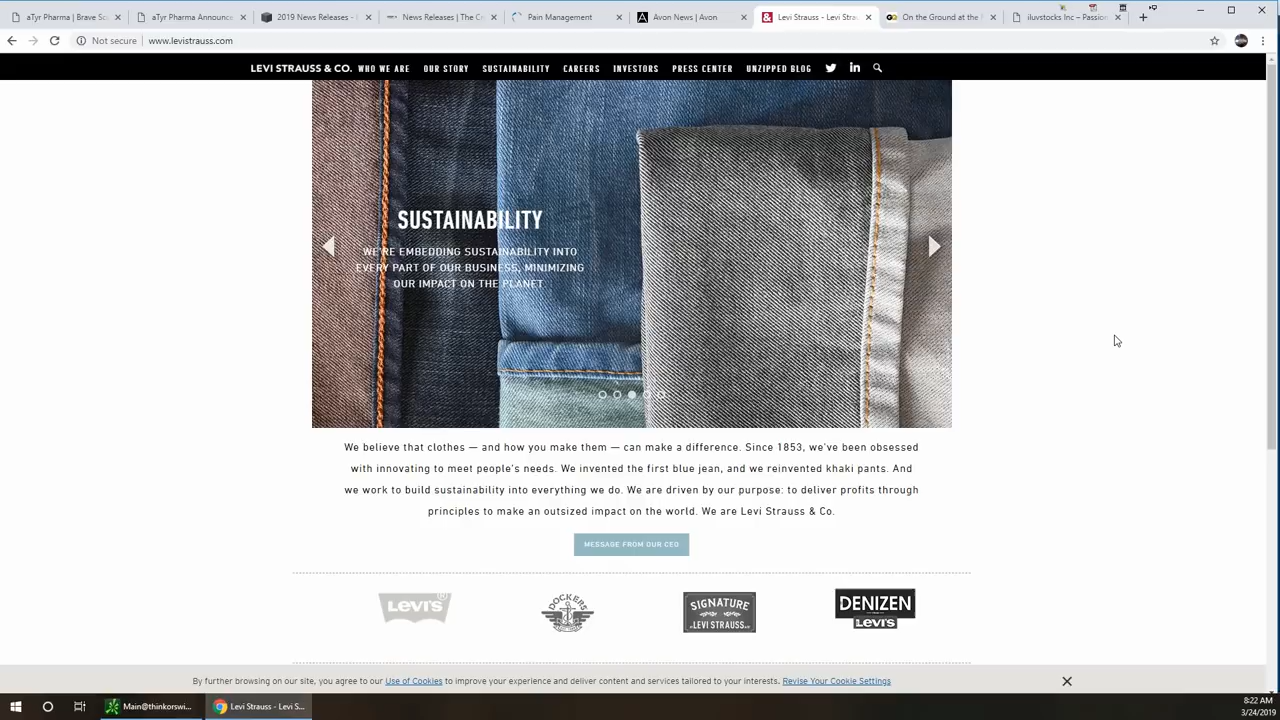 aTyr Pharma | Brave Sc
aTyr Pharma Announce
2019 News Releases -
News Releases | The C
Pain Management
Avon News | Avon
Levi Strauss - Levi Stra
On the Ground at the
iluvstocks Inc – Passion
Not secure | www.levistrauss.com
LEVI STRAUSS & CO. WHO WE ARE OUR STORY SUSTAINABILITY CAREERS INVESTORS PRESS CENTER UNZIPPED BLOG
SUSTAINABILITY
WE'RE EMBEDDING SUSTAINABILITY INTO
EVERY PART OF OUR BUSINESS, MINIMIZING
OUR IMPACT ON THE PLANET.
We believe that clothes — and how you make them — can make a difference. Since 1853, we've been obsessed
with innovating to meet people's needs. We invented the first blue jean, and we reinvented khaki pants. And
we work to build sustainability into everything we do. We are driven by our purpose: to deliver profits through
principles to make an outsized impact on the world. We are Levi Strauss & Co.
MESSAGE FROM OUR CEO
LEVI'S®
DOCKERS
SIGNATURE
LEVI STRAUSS
DENIZEN
LEVI'S
By further browsing on our site, you agree to our Use of Cookies to improve your experience and deliver content and services tailored to your interests. Revise Your Cookie Settings
Main@thinkorswi...
Levi Strauss - Levi S...
8:22 AM
3/24/2019